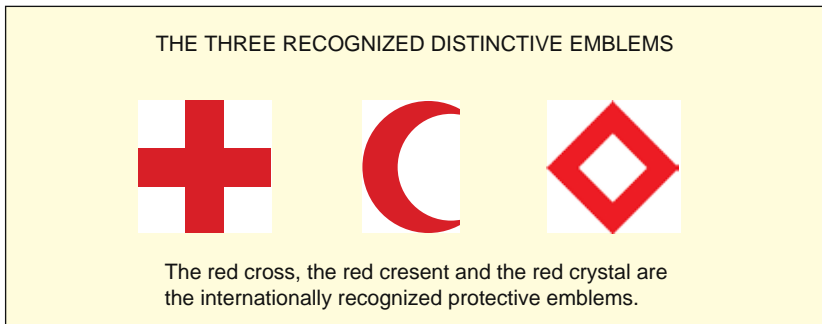 THE THREE RECOGNIZED DISTINCTIVE EMBLEMS
The red cross, the red cresent and the red crystal are
the internationally recognized protective emblems.